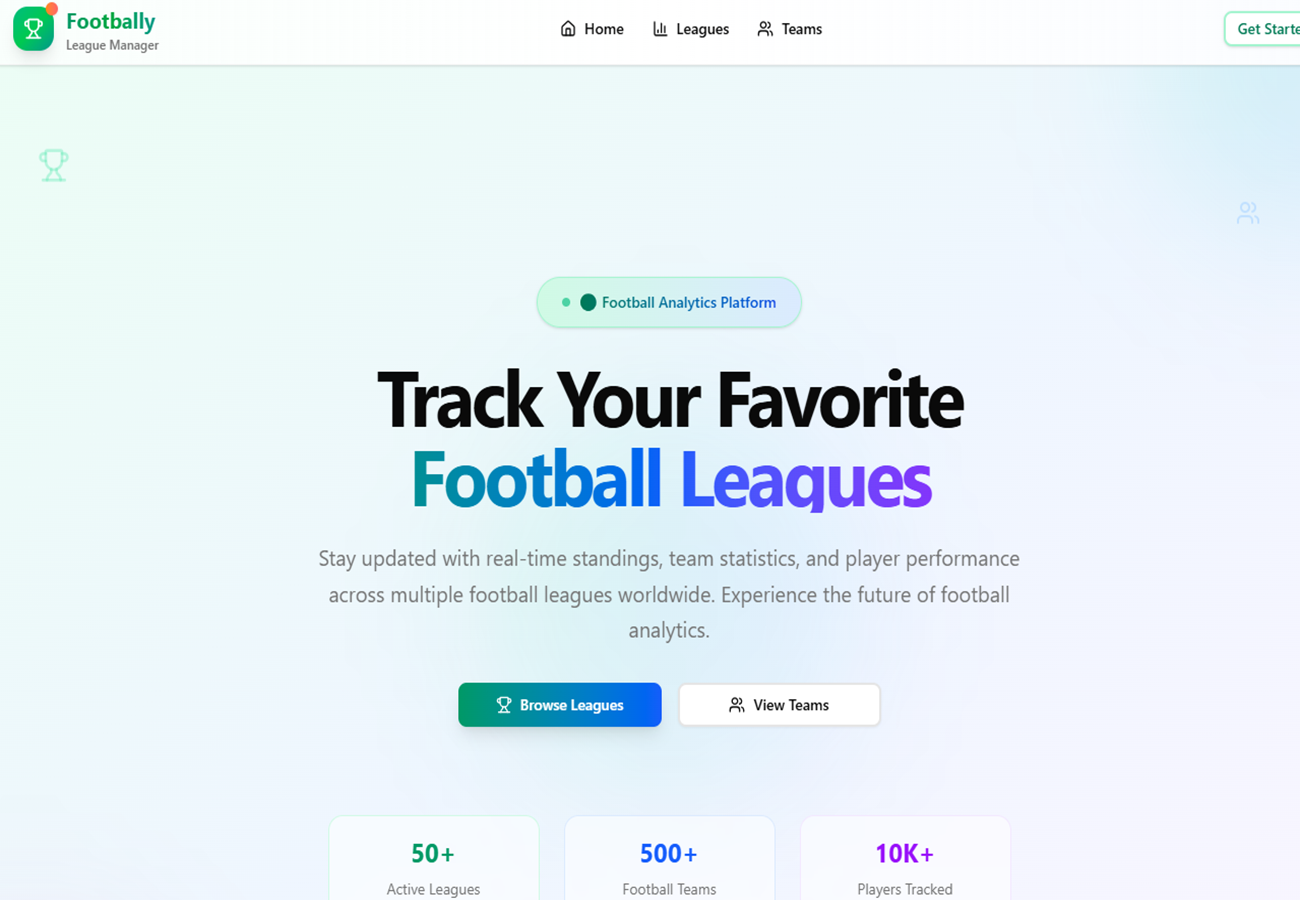 Footbally
League Manager
Home
Leagues
Teams
Get Starte
Football Analytics Platform
Track Your Favorite
Football Leagues
Stay updated with real-time standings, team statistics, and player performance
across multiple football leagues worldwide. Experience the future of football
analytics.
Browse Leagues
View Teams
50+
Active Leagues
500+
Football Teams
10K+
Players Tracked